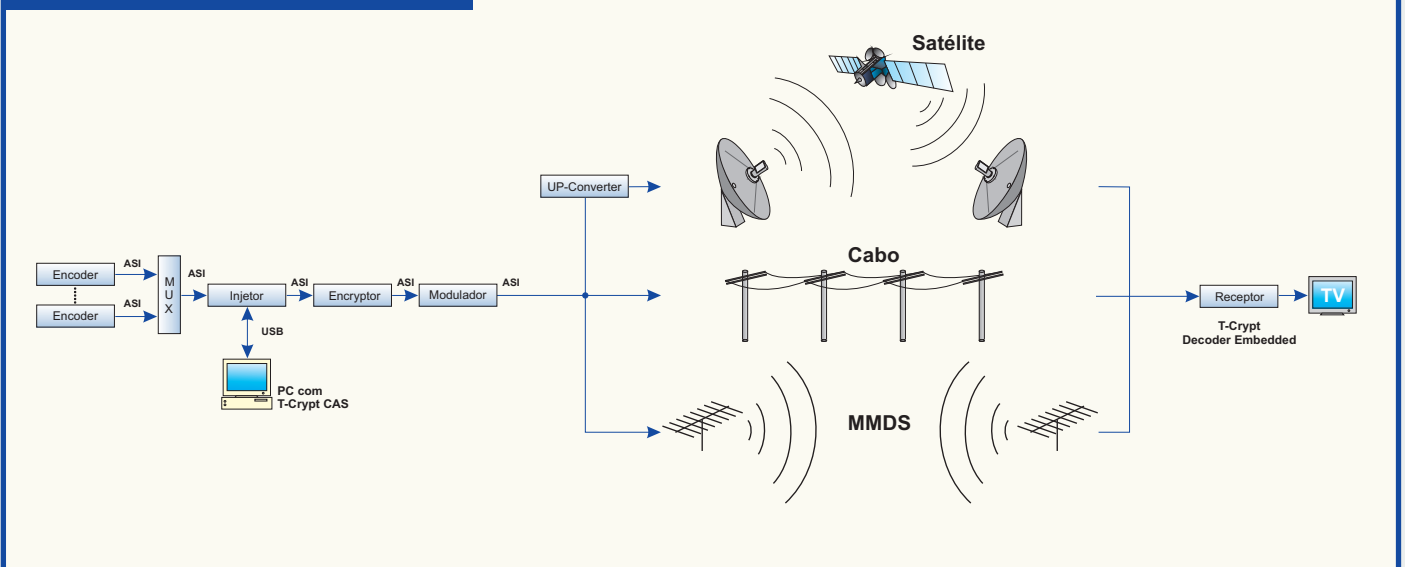 Satélite
UP-Converter
Cabo
Encoder
ASI
MUX
ASI
Encoder
ASI
Injetor
ASI
Encryptor
ASI
Modulador
ASI
USB
PC com
T-Crypt CAS
MMDS
Receptor
TV
T-Crypt
Decoder Embedded